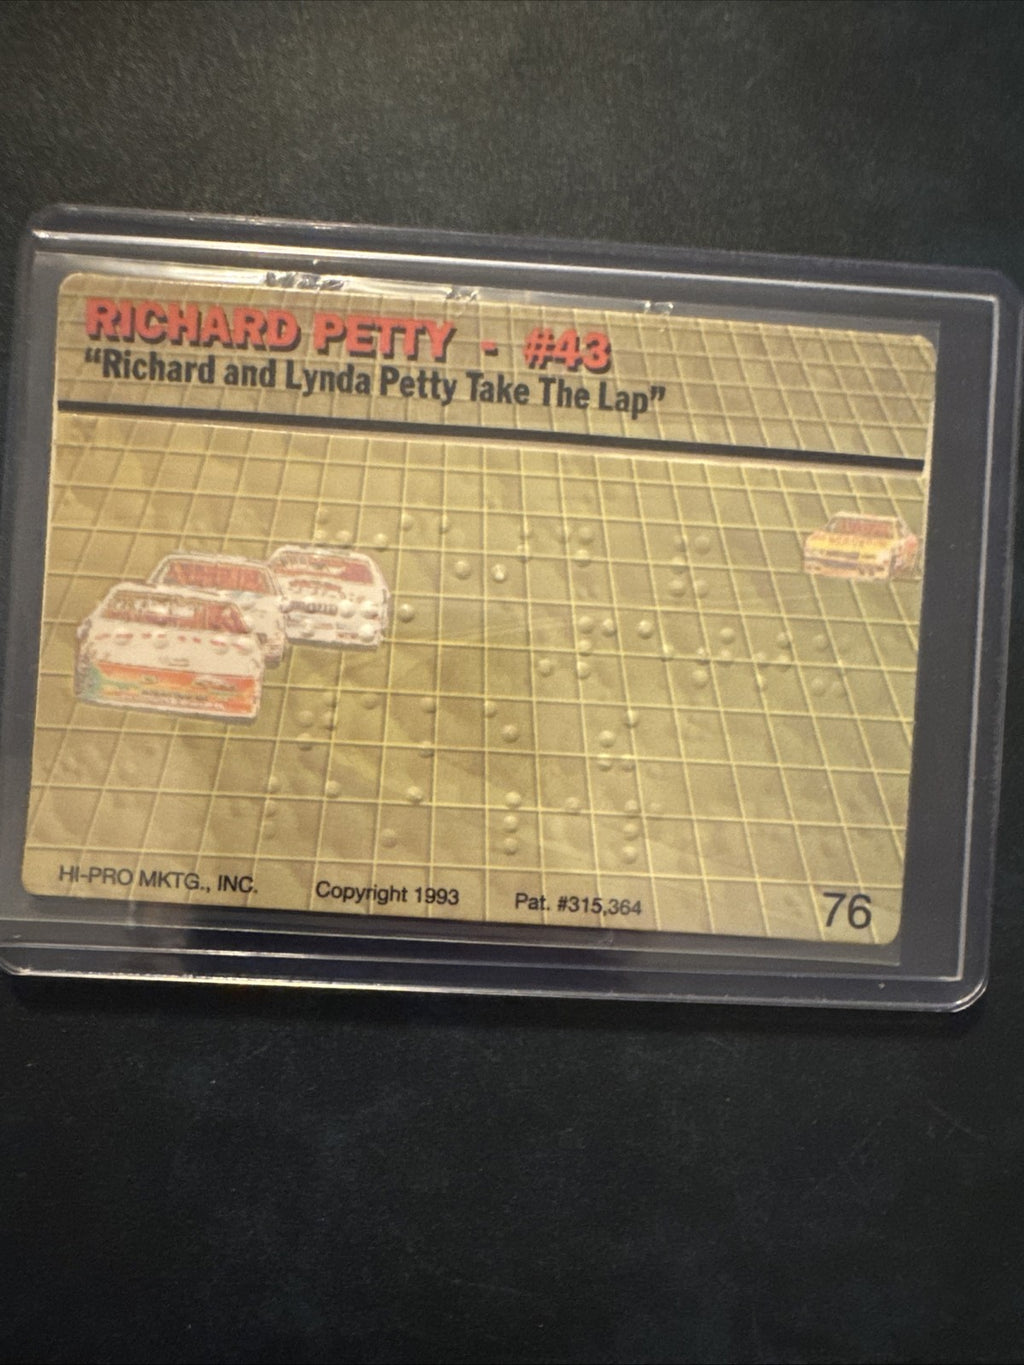 RICHARD PETTY - #43
"Richard and Lynda Petty Take The Lap"
HI-PRO MKTG., INC. Copyright 1993 Pat. #315,364 76